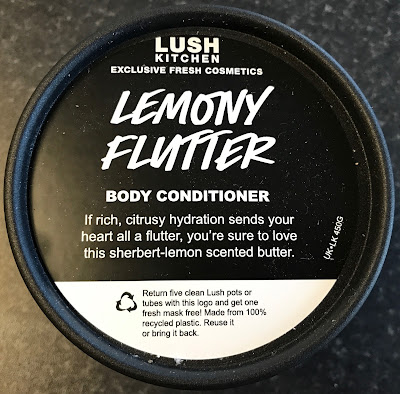 LUSH
KITCHEN
EXCLUSIVE FRESH COSMETICS
LEMONY
FLUTTER
BODY CONDITIONER
If rich, citrusy hydration sends your
heart all a flutter, you're sure to love
this sherbert-lemon scented butter.
UK•LK 450G
Return five clean Lush pots or
tubes with this logo and get one
fresh mask free! Made from 100%
recycled plastic. Reuse it
or bring it back.